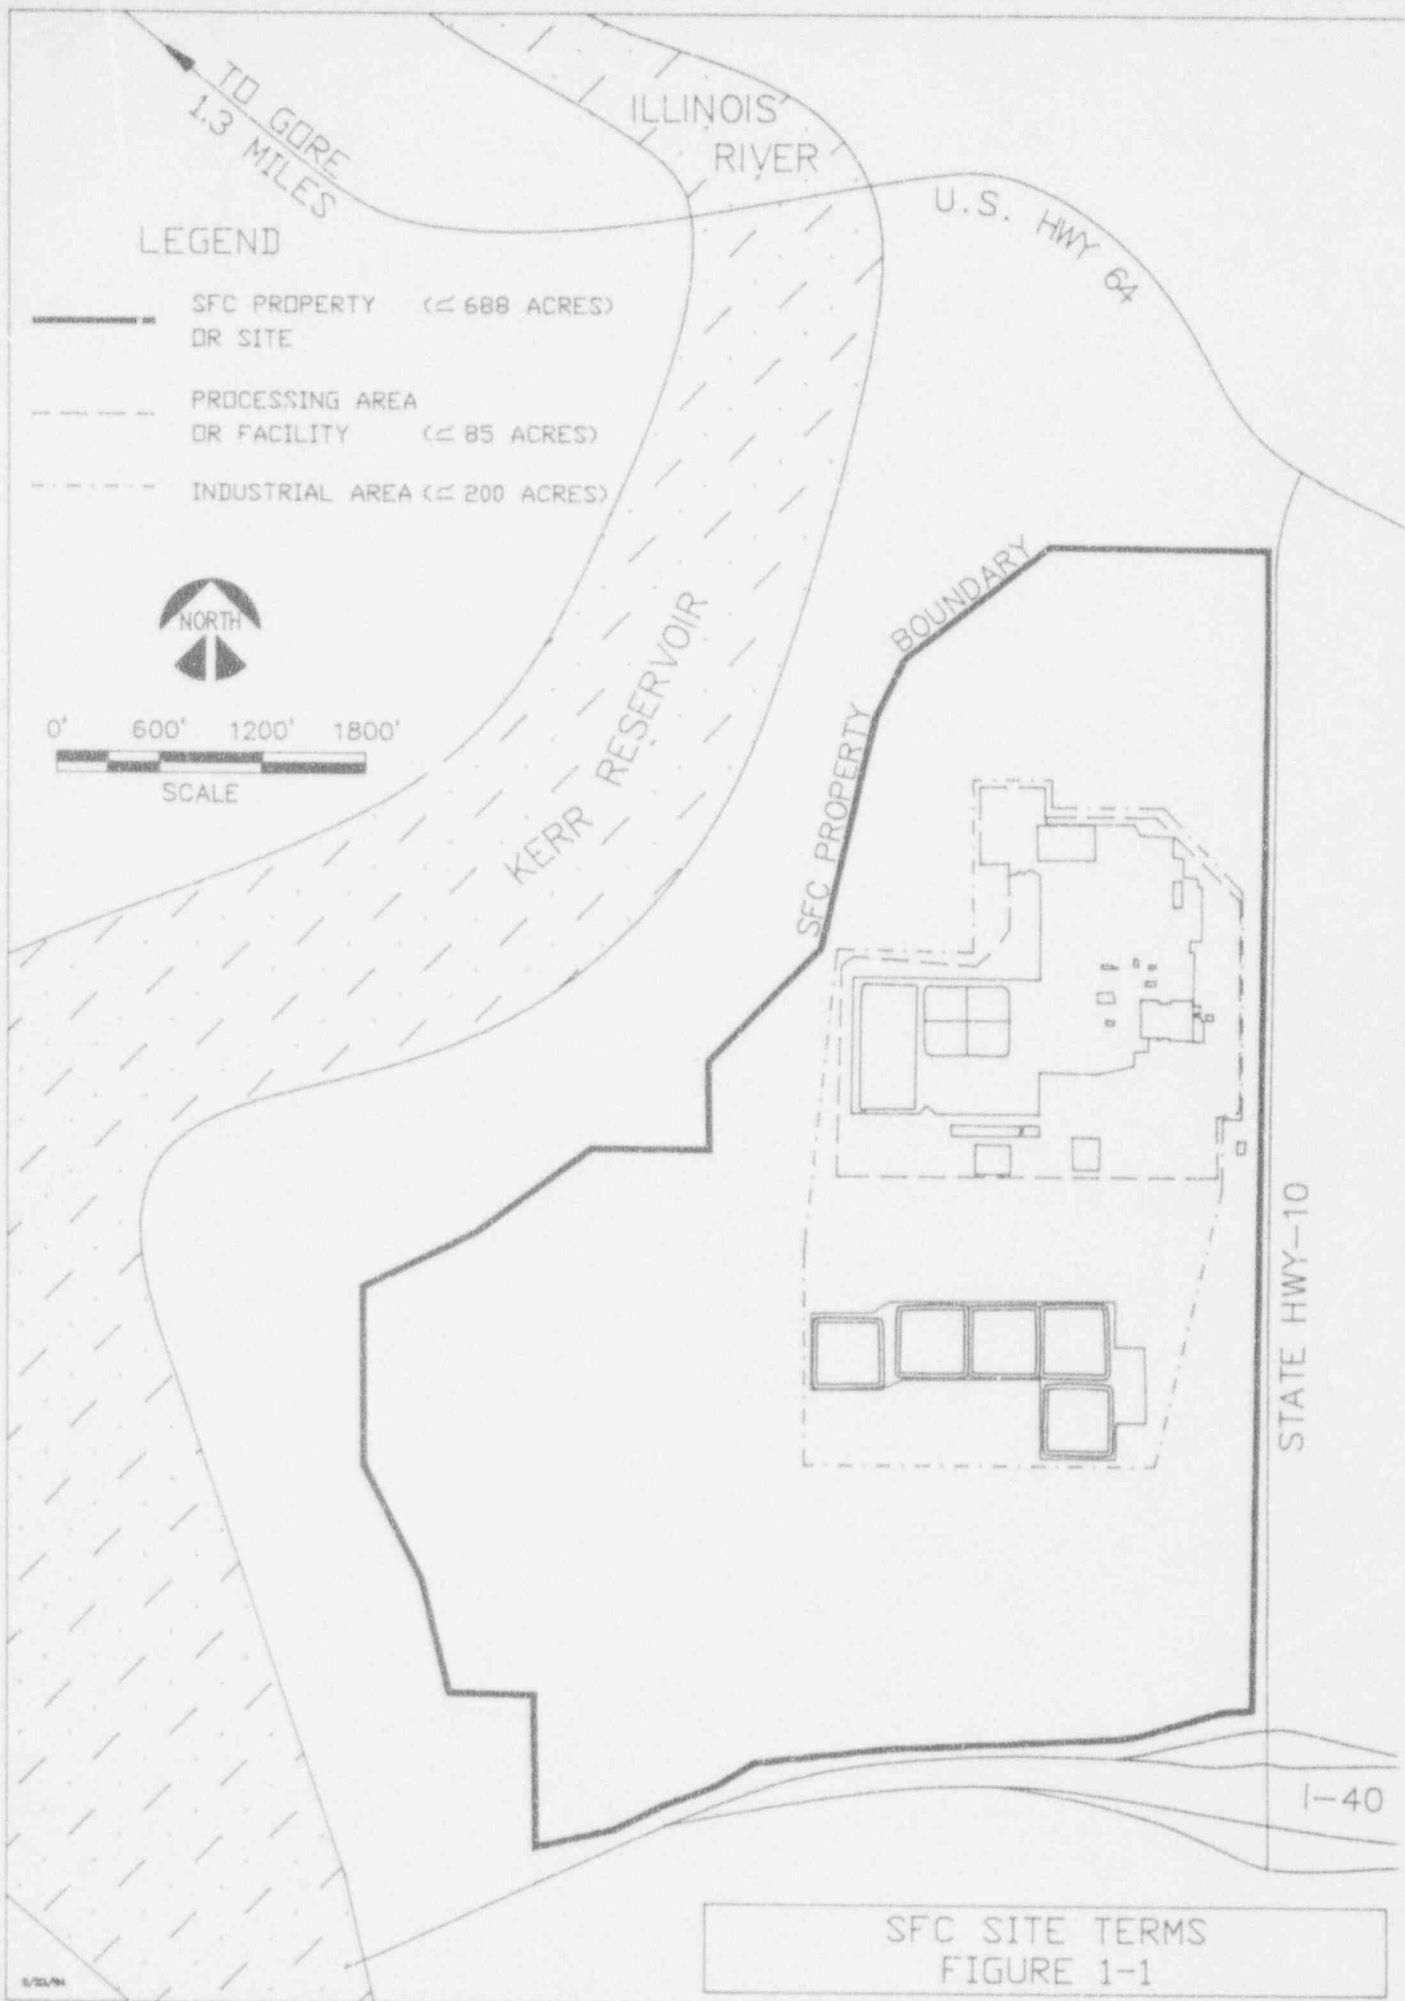 TO GORE
1.3 MILES
ILLINOIS
RIVER
U.S. HWY 64
LEGEND
SFC PROPERTY (≃ 688 ACRES)
OR SITE
PROCESSING AREA
OR FACILITY (≃ 85 ACRES)
INDUSTRIAL AREA (≃ 200 ACRES)
NORTH
0' 600' 1200' 1800'
SCALE
KERR RESERVOIR
SFC PROPERTY BOUNDARY
STATE HWY-10
I-40
SFC SITE TERMS
FIGURE 1-1